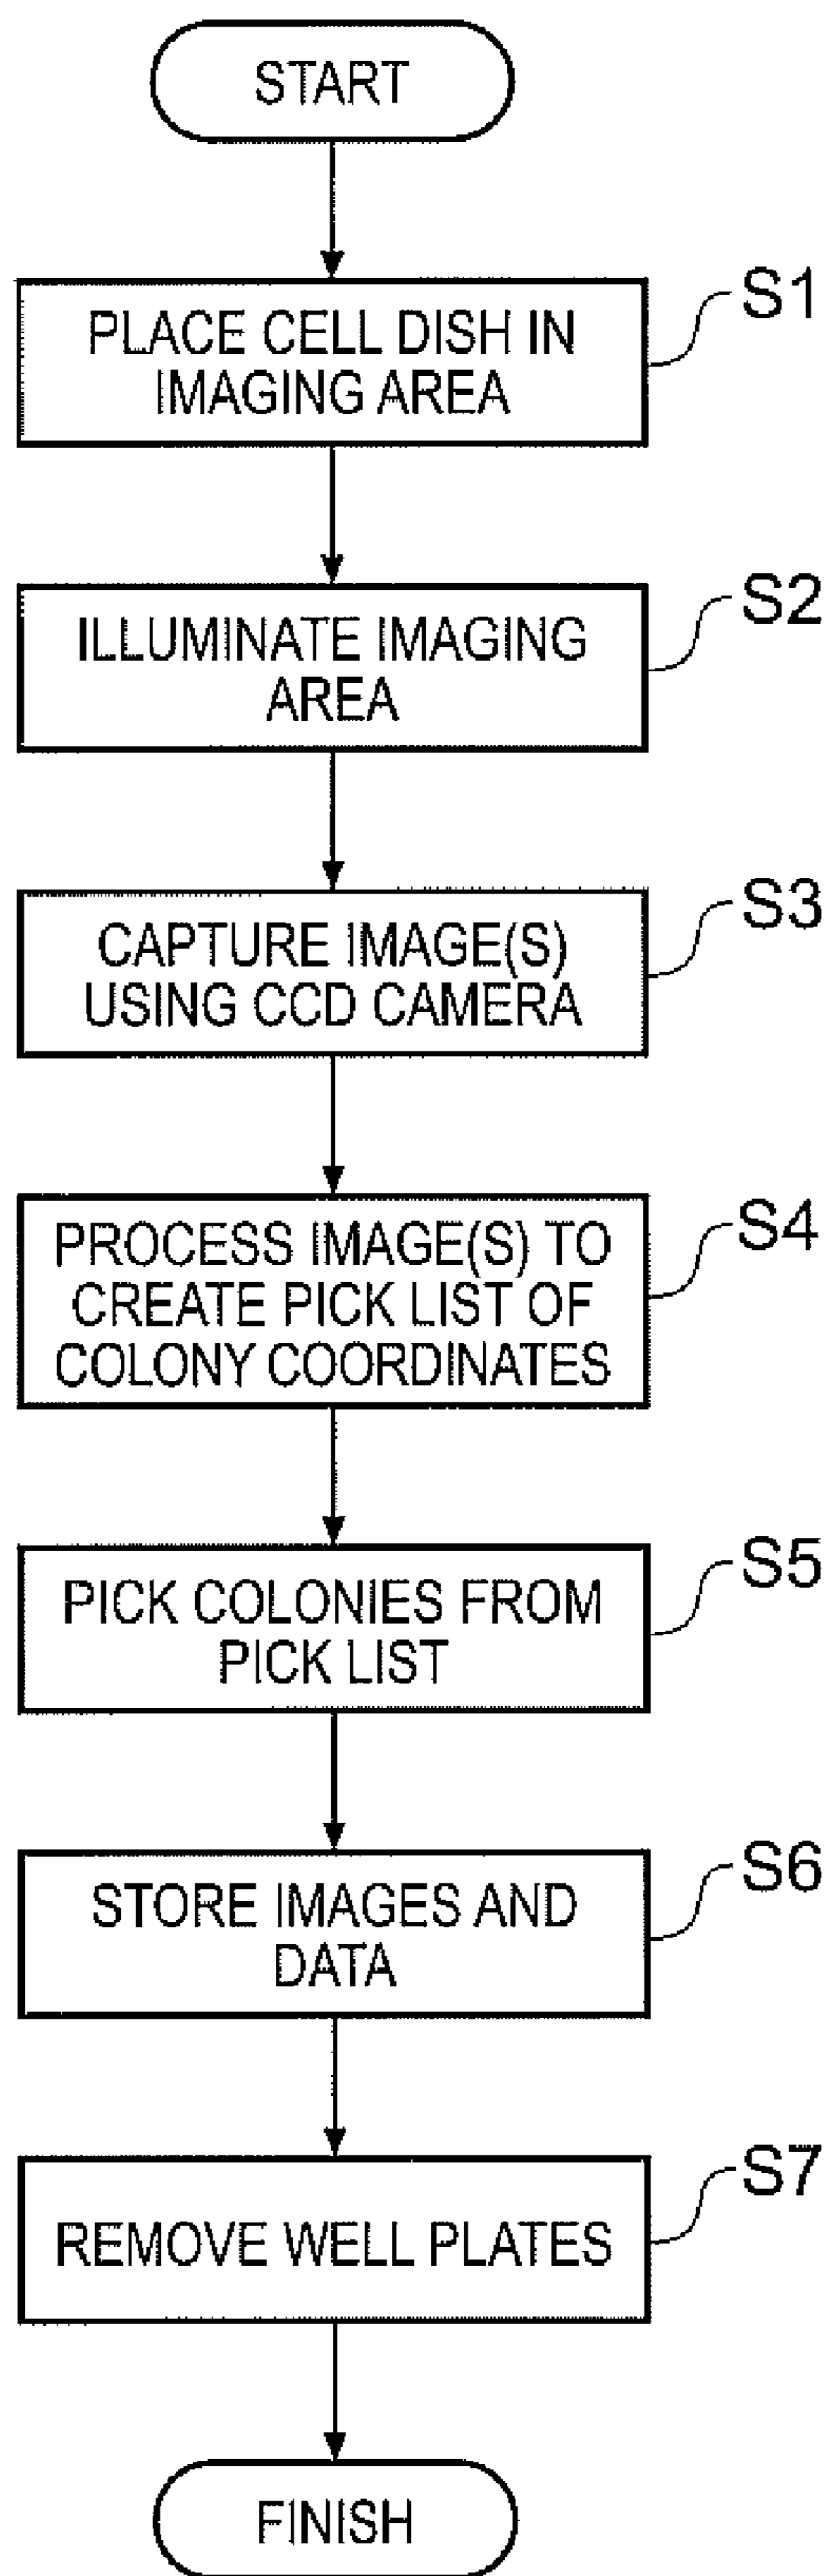 START
PLACE CELL DISH IN
IMAGING AREA
S1
ILLUMINATE IMAGING
AREA
S2
CAPTURE IMAGE(S)
USING CCD CAMERA
S3
PROCESS IMAGE(S) TO
CREATE PICK LIST OF
COLONY COORDINATES
S4
PICK COLONIES FROM
PICK LIST
S5
STORE IMAGES AND
DATA
S6
REMOVE WELL PLATES
S7
FINISH